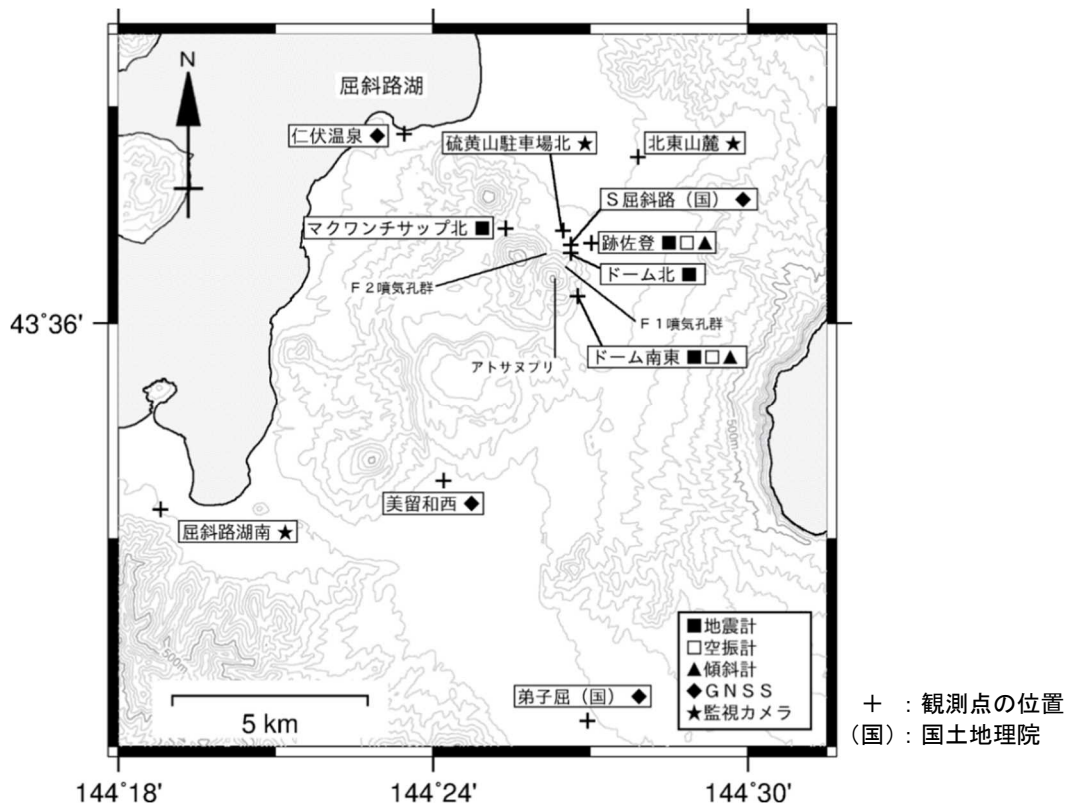 N
屈斜路湖
仁伏温泉 ◆
硫黄山駐車場北 ★
北東山麓 ★
S屈斜路（国） ◆
マクワンチサップ北 ■
跡佐登 ■□▲
ドーム北 ■
F2噴気孔群
F1噴気孔群
43°36'
ドーム南東 ■□▲
アトサヌプリ
500m
美留和西 ◆
屈斜路湖南 ★
500m
■地震計
□空振計
▲傾斜計
◆GNSS
★監視カメラ
弟子屈（国） ◆
5 km
＋ ：観測点の位置
（国）：国土地理院
144°18'
144°24'
144°30'